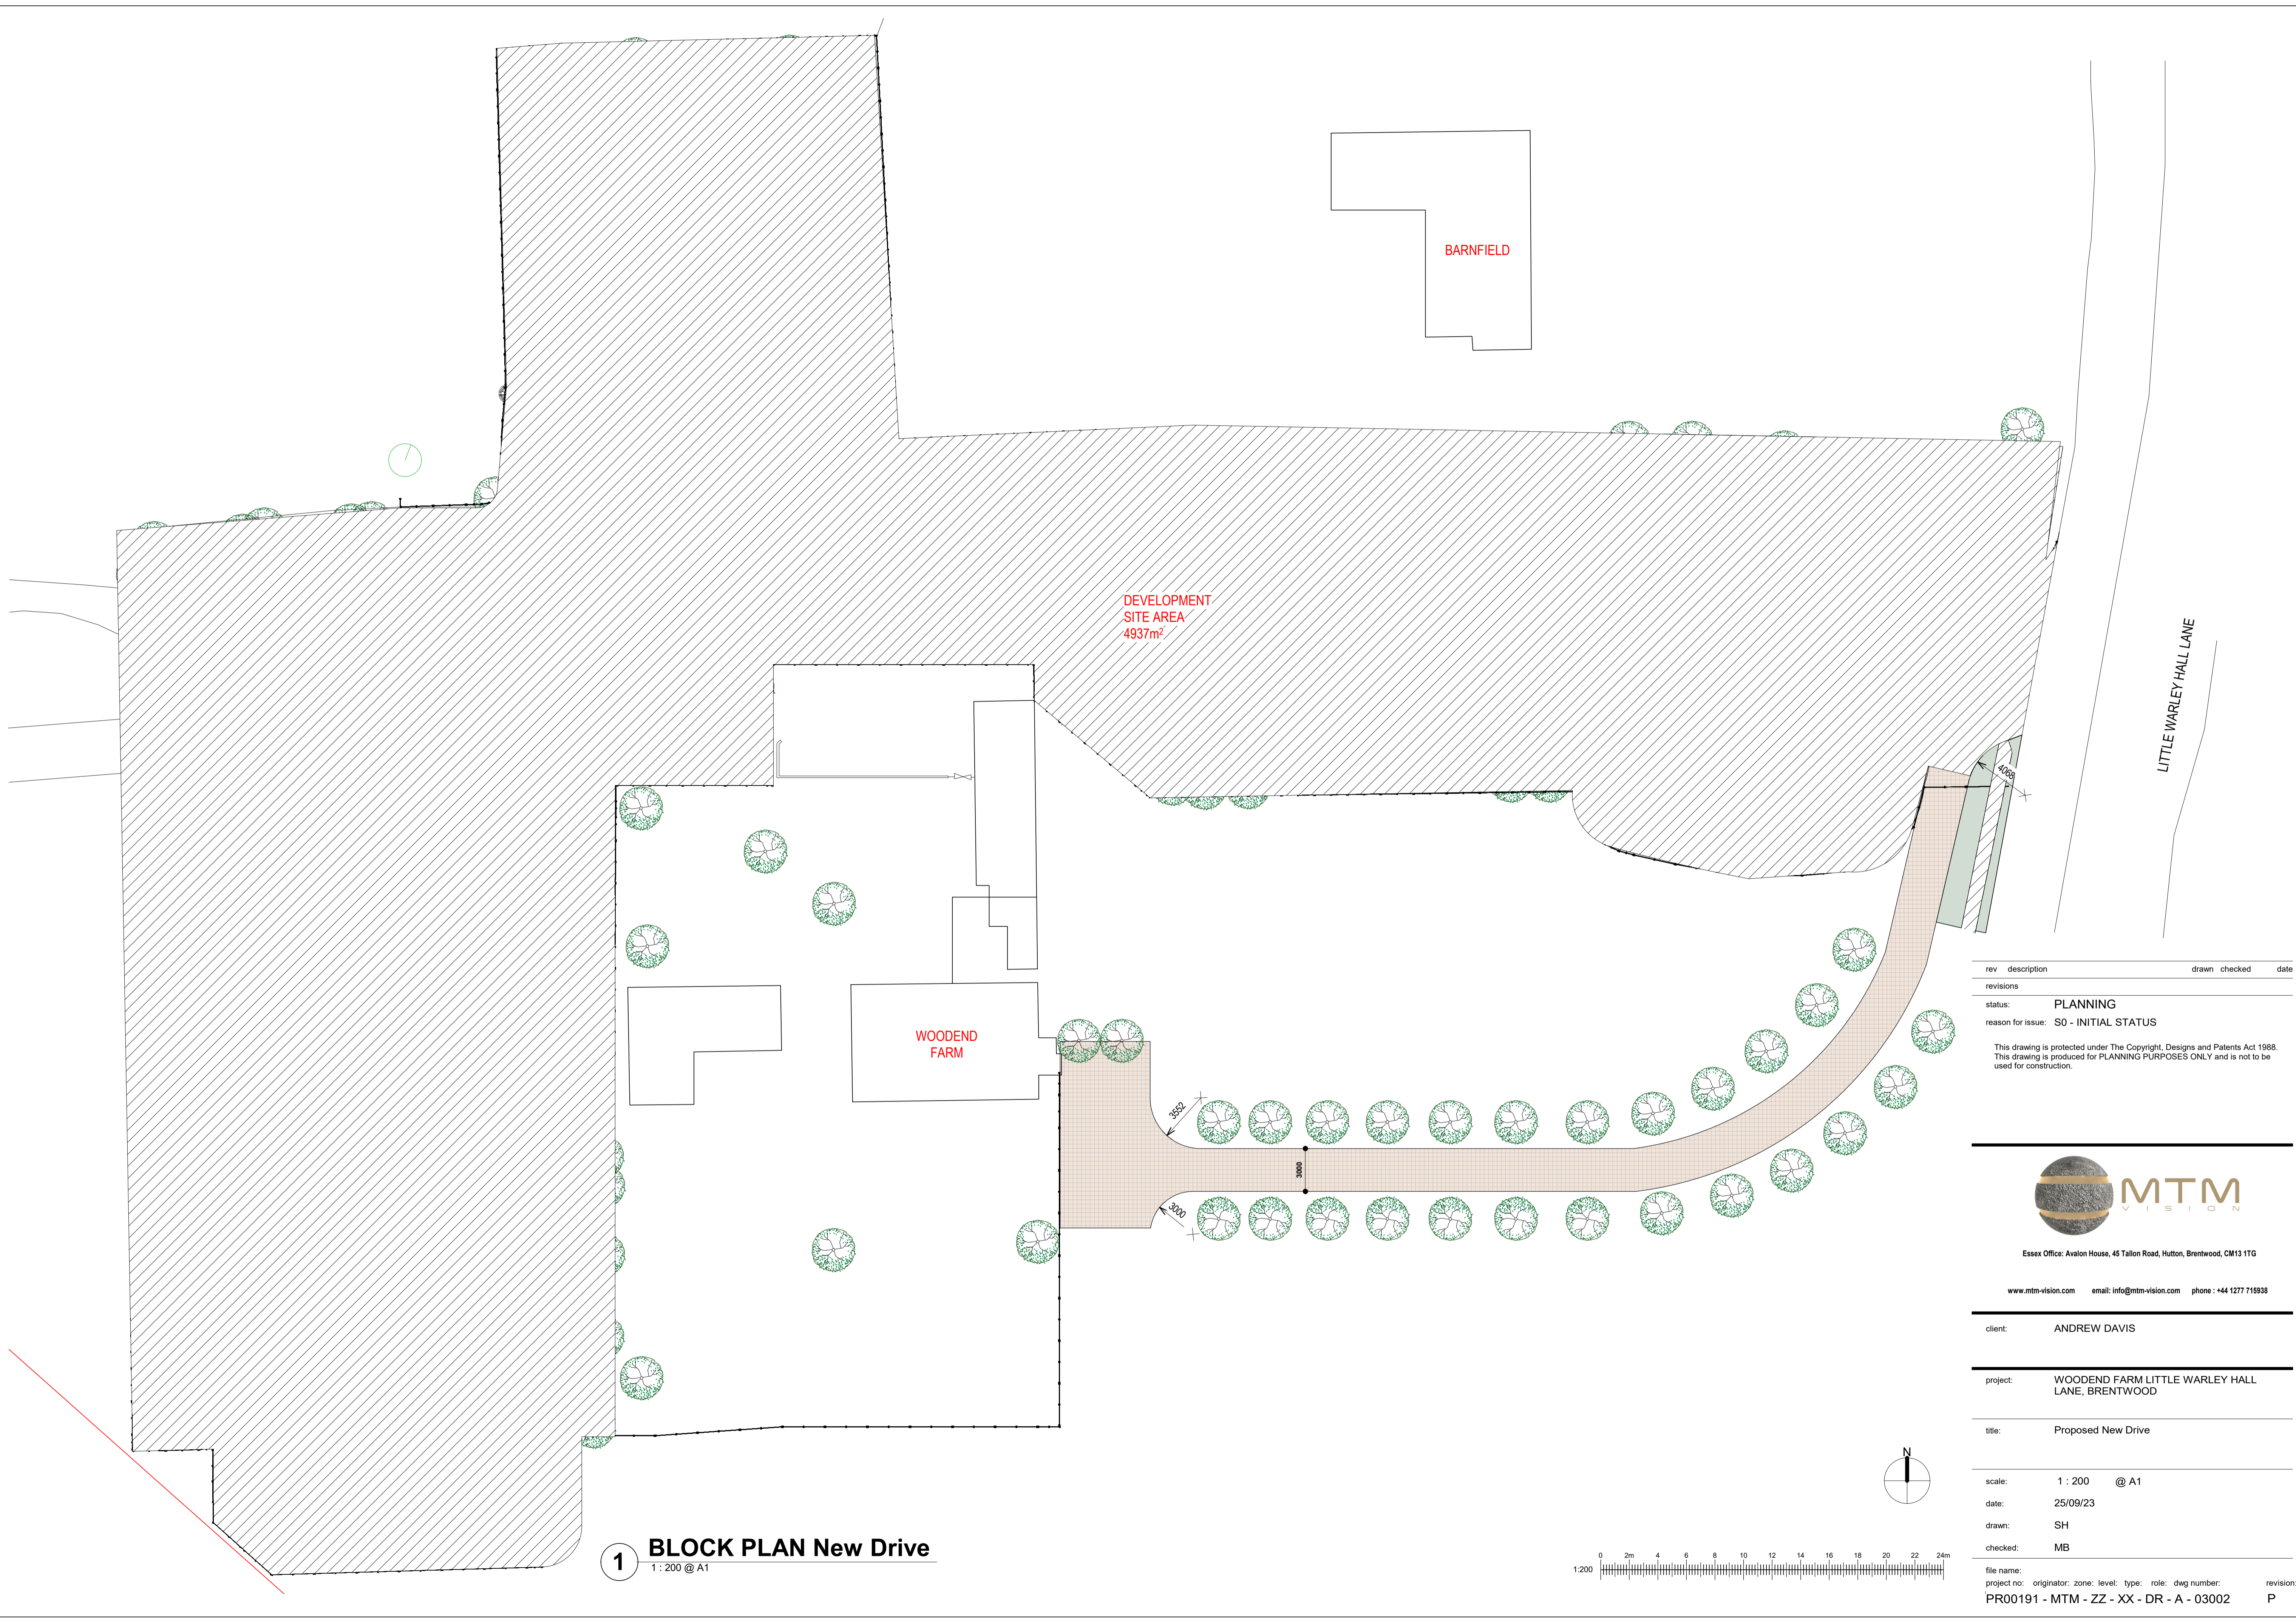 BARNFIELD
DEVELOPMENT
SITE AREA
4937m²
LITTLE WARLEY HALL LANE
4068
WOODEND
FARM
3552
3000
3000
rev description drawn checked date
revisions
status: PLANNING
reason for issue: S0 - INITIAL STATUS
This drawing is protected under The Copyright, Designs and Patents Act 1988.
This drawing is produced for PLANNING PURPOSES ONLY and is not to be
used for construction.
MTM
VISION
Essex Office: Avalon House, 45 Tallon Road, Hutton, Brentwood, CM13 1TG
www.mtm-vision.com email: info@mtm-vision.com phone : +44 1277 715938
client: ANDREW DAVIS
project: WOODEND FARM LITTLE WARLEY HALL
LANE, BRENTWOOD
title: Proposed New Drive
scale: 1 : 200 @ A1
date: 25/09/23
drawn: SH
checked: MB
file name:
project no: originator: zone: level: type: role: dwg number: revision:
PR00191 - MTM - ZZ - XX - DR - A - 03002 P
N
1 BLOCK PLAN New Drive
1 : 200 @ A1
0 2m 4 6 8 10 12 14 16 18 20 22 24m
1:200